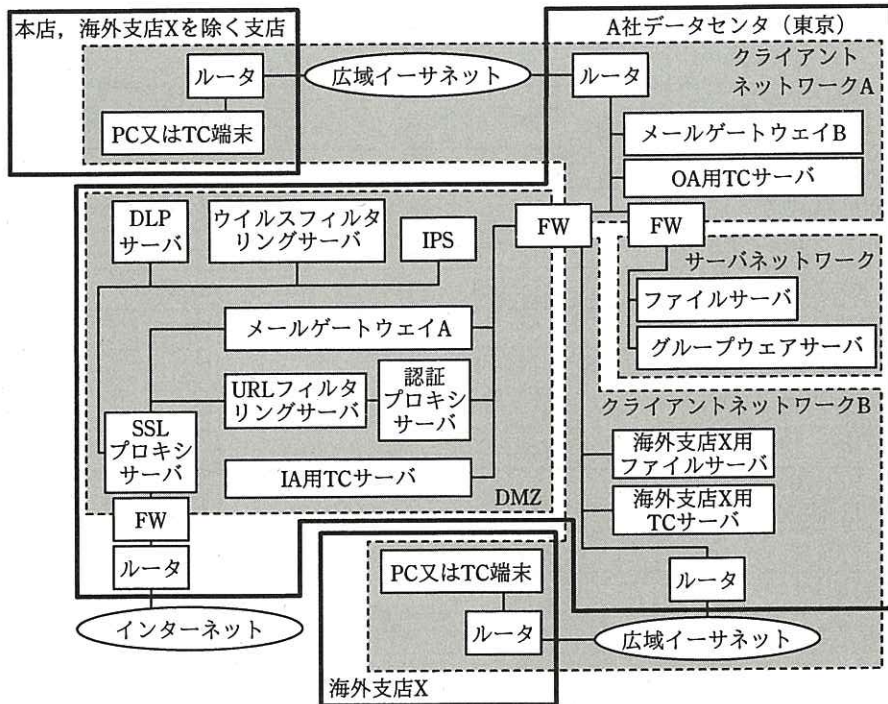 本店，海外支店Xを除く支店
A社データセンタ（東京）
ルータ
広域イーサネット
ルータ
クライアント
ネットワークA
PC又はTC端末
メールゲートウェイB
OA用TCサーバ
DLP
サーバ
ウイルスフィルタ
リングサーバ
IPS
FW
FW
サーバネットワーク
ファイルサーバ
グループウェアサーバ
メールゲートウェイA
URLフィルタ
リングサーバ
認証
プロキシ
サーバ
クライアントネットワークB
SSL
プロキシ
サーバ
海外支店X用
ファイルサーバ
IA用TCサーバ
DMZ
海外支店X用
TCサーバ
FW
ルータ
PC又はTC端末
ルータ
インターネット
ルータ
広域イーサネット
海外支店X